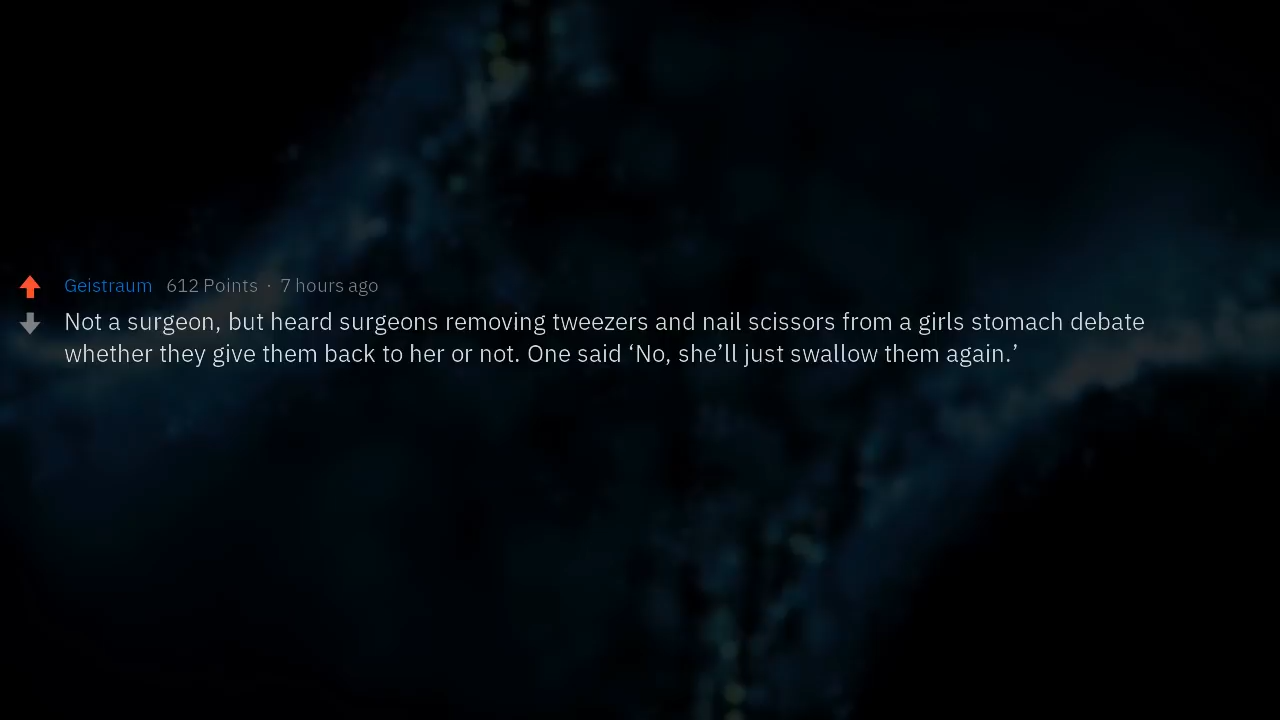 Geistraum 612 Points · 7 hours ago
Not a surgeon, but heard surgeons removing tweezers and nail scissors from a girls stomach debate
whether they give them back to her or not. One said ‘No, she’ll just swallow them again.’